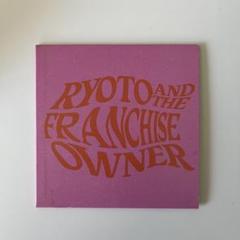 RYOTO AND THE
FRANCHISE
OWNER